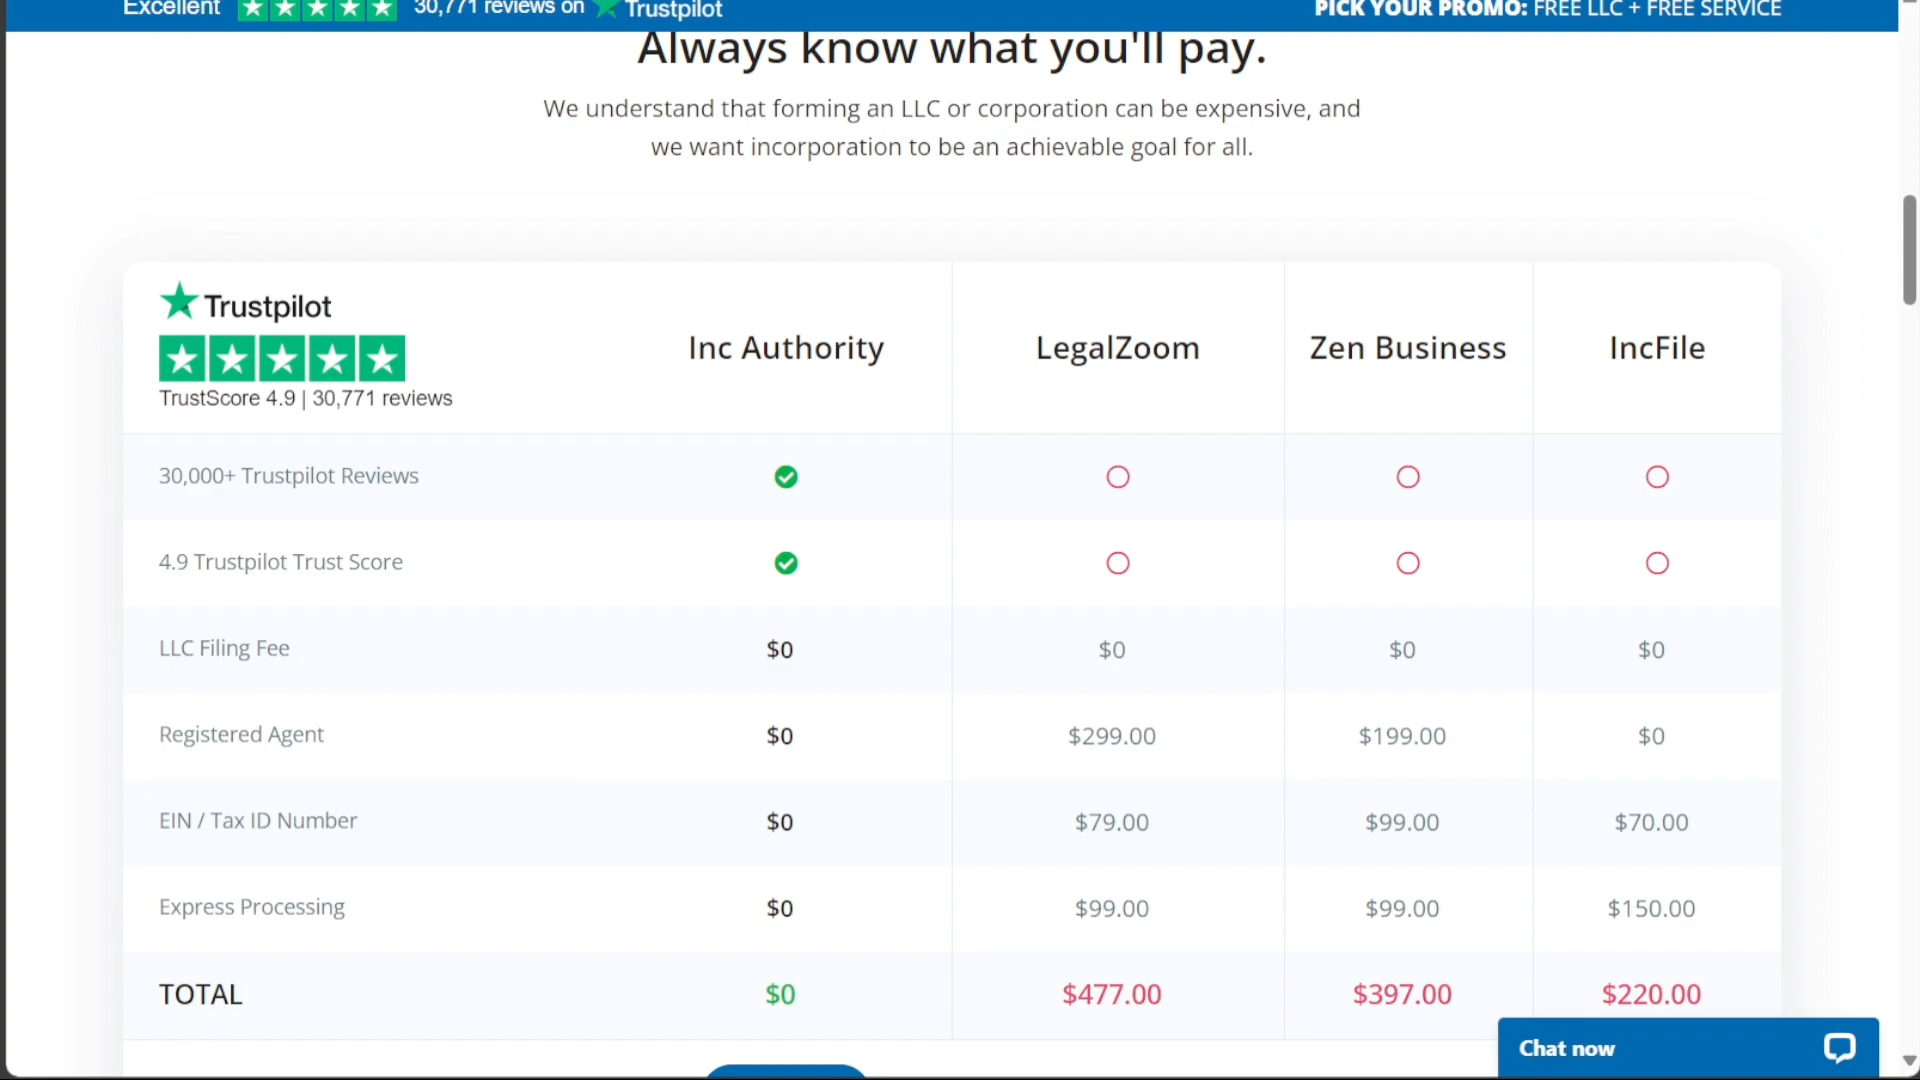 Excellent 30,771 reviews on Trustpilot PICK YOUR PROMO: FREE LLC + FREE SERVICE
Always know what you'll pay.
We understand that forming an LLC or corporation can be expensive, and
we want incorporation to be an achievable goal for all.
Trustpilot
TrustScore 4.9 | 30,771 reviews
Inc Authority LegalZoom Zen Business IncFile
30,000+ Trustpilot Reviews
4.9 Trustpilot Trust Score
LLC Filing Fee $0 $0 $0 $0
Registered Agent $0 $299.00 $199.00 $0
EIN / Tax ID Number $0 $79.00 $99.00 $70.00
Express Processing $0 $99.00 $99.00 $150.00
TOTAL $0 $477.00 $397.00 $220.00
Chat now